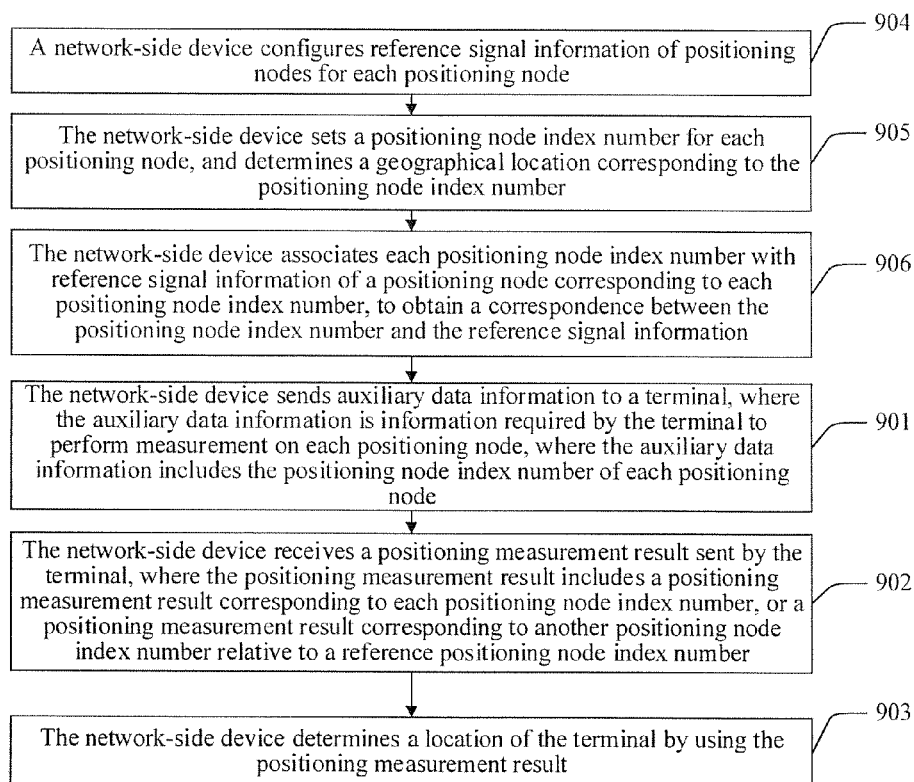 904
A network-side device configures reference signal information of positioning
nodes for each positioning node
905
The network-side device sets a positioning node index number for each
positioning node, and determines a geographical location corresponding to the
positioning node index number
906
The network-side device associates each positioning node index number with
reference signal information of a positioning node corresponding to each
positioning node index number, to obtain a correspondence between the
positioning node index number and the reference signal information
901
The network-side device sends auxiliary data information to a terminal, where
the auxiliary data information is information required by the terminal to
perform measurement on each positioning node, where the auxiliary data
information includes the positioning node index number of each positioning
node
902
The network-side device receives a positioning measurement result sent by the
terminal, where the positioning measurement result includes a positioning
measurement result corresponding to each positioning node index number, or a
positioning measurement result corresponding to another positioning node
index number relative to a reference positioning node index number
903
The network-side device determines a location of the terminal by using the
positioning measurement result